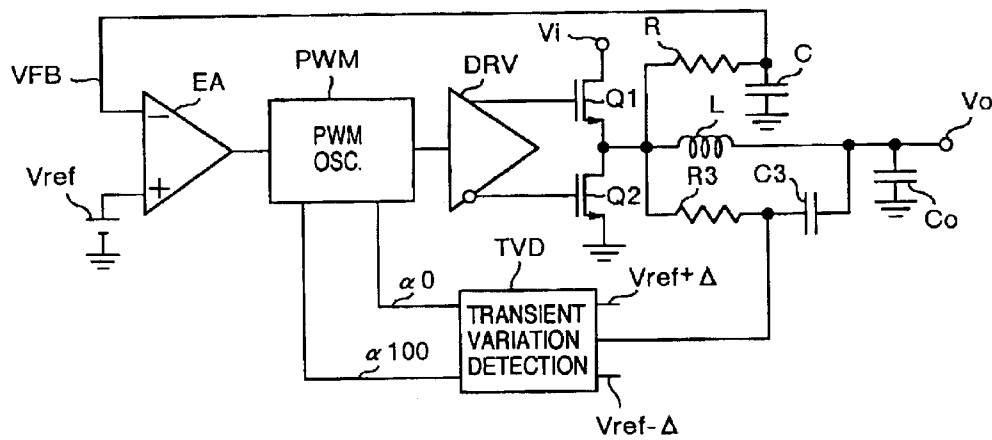 VFB
EA
PWM
PWM
OSC.
DRV
Vi
Q1
Q2
R
C
L
Vo
R3
C3
Co
Vref
−
+
TVD
α0
α100
TRANSIENT
VARIATION
DETECTION
Vref+Δ
Vref-Δ